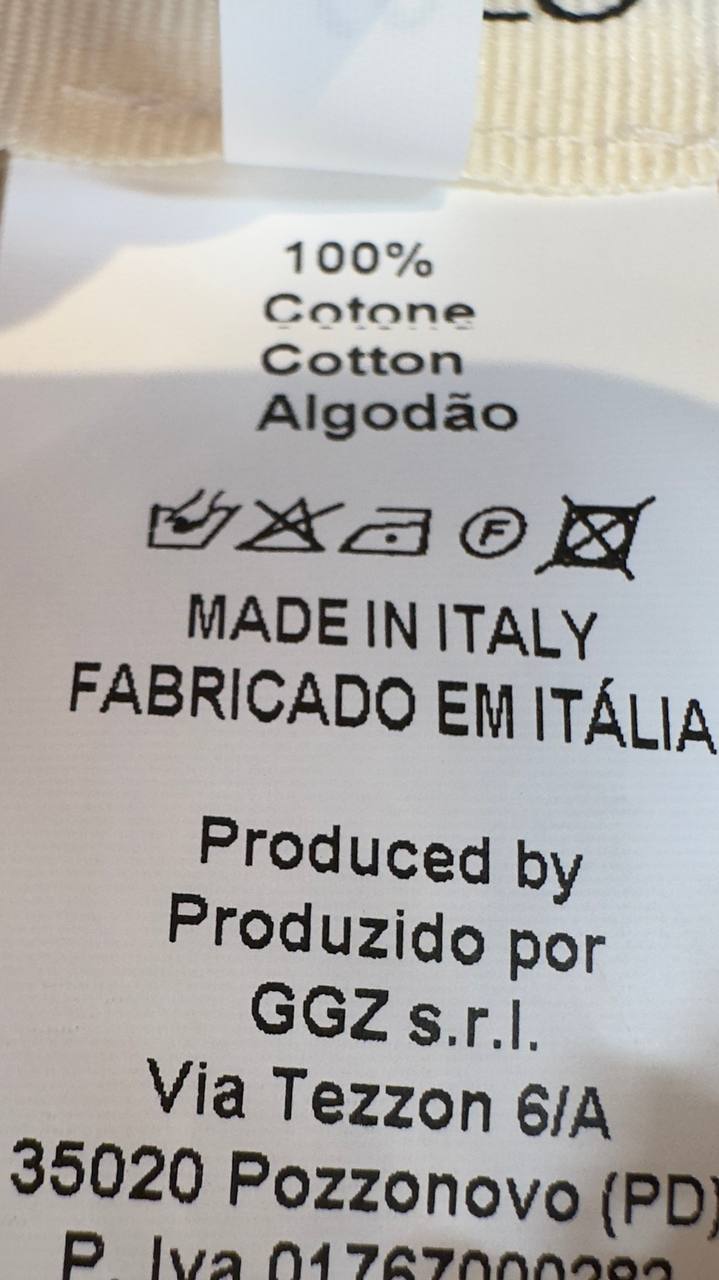 100%
Cotone
Cotton
Algodão
F
MADE IN ITALY
FABRICADO EM ITÁLIA
Produced by
Produzido por
GGZ s.r.l.
Via Tezzon 6/A
35020 Pozzonovo (PD)
P. Iva